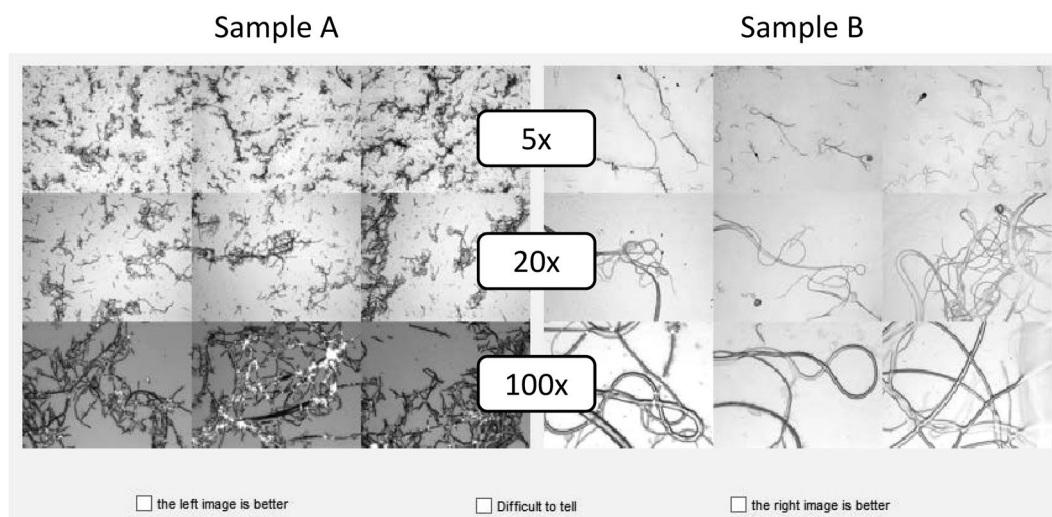 Sample A
Sample B
5x
20x
100x
the left image is better
Difficult to tell
the right image is better